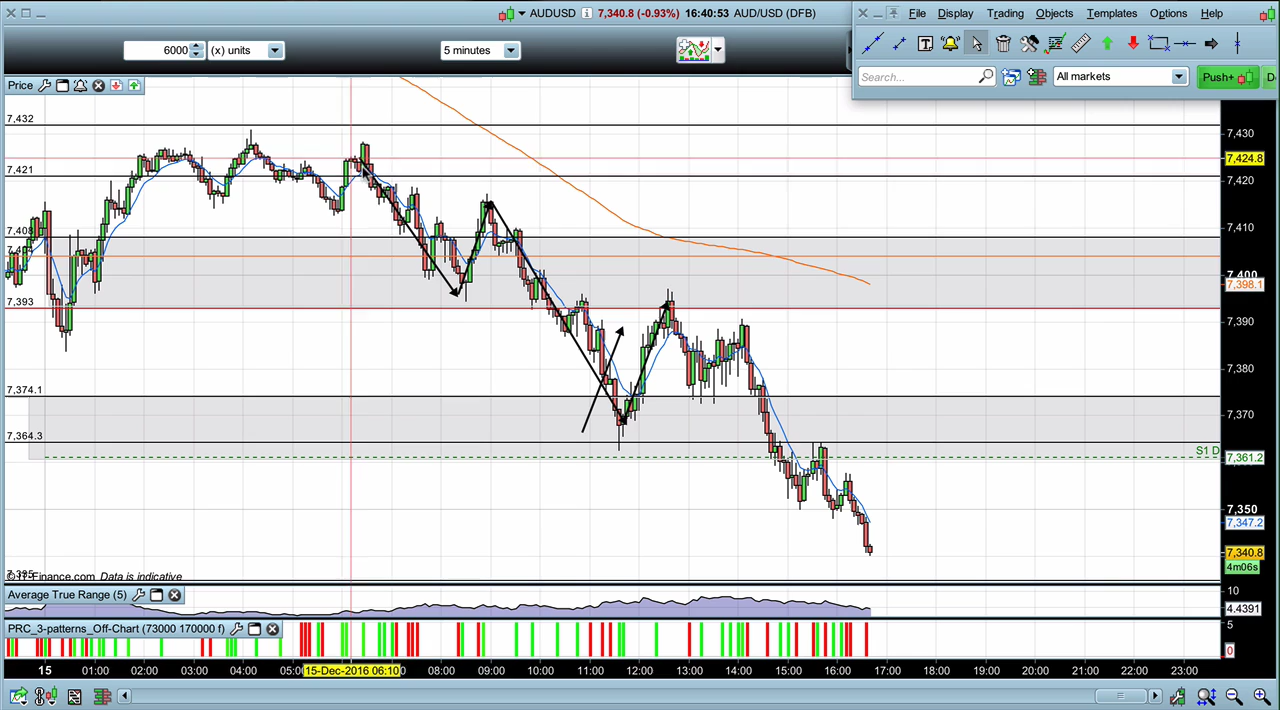 AUDUSD 7,340.8 (-0.93%) 16:40:53 AUD/USD (DFB)
File Display Trading Objects Templates Options Help
6000 (x) units 5 minutes
Search... All markets Push+ D
Price
7,432
7,421
7,408
7,393
7,374.1
7,364.3
S1 D
7,430
7,424.8
7,420
7,410
7,400
7,398.1
7,390
7,380
7,370
7,361.2
7,350
7,347.2
7,340.8
4m06s
© IT-Finance.com Data is indicative
Average True Range (5)
10
4.4391
PRC_3-patterns_Off-Chart (73000 170000 f)
5
0
15 01:00 02:00 03:00 04:00 05:00 15-Dec-2016 06:10 08:00 09:00 10:00 11:00 12:00 13:00 14:00 15:00 16:00 17:00 18:00 19:00 20:00 21:00 22:00 23:00